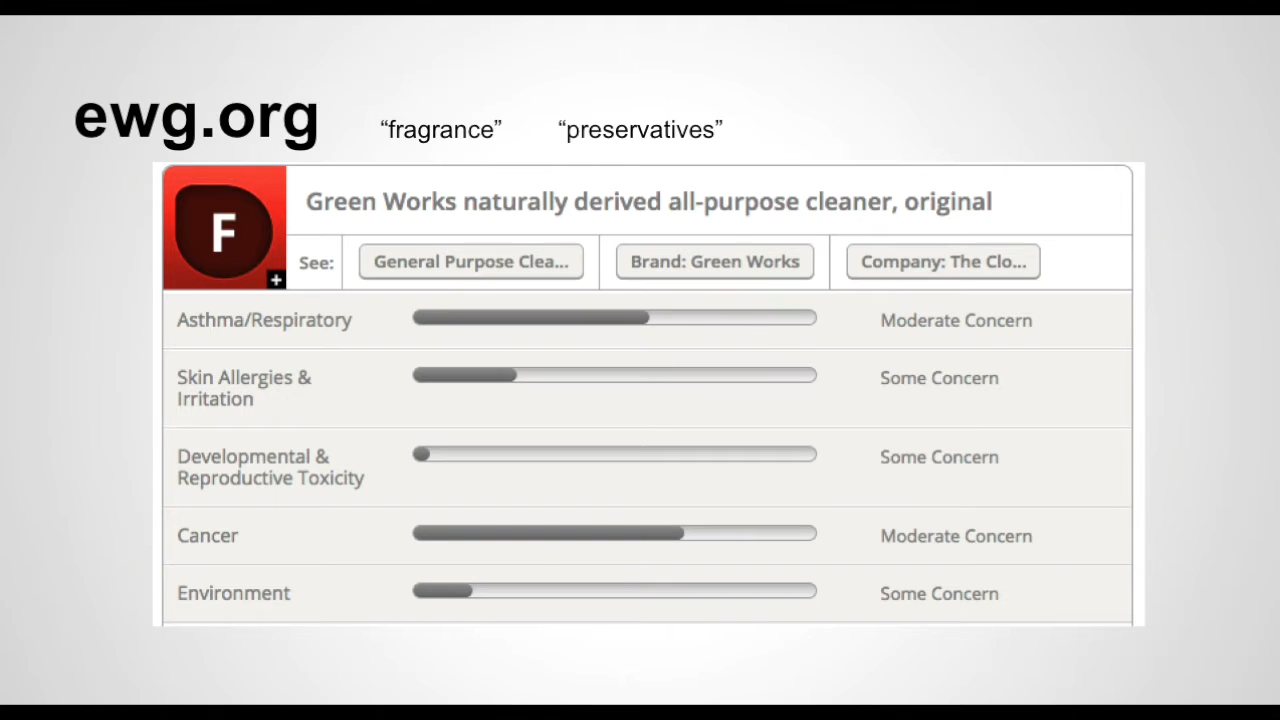 ewg.org “fragrance” “preservatives”
F
+
Green Works naturally derived all-purpose cleaner, original
See: General Purpose Clea... Brand: Green Works Company: The Clo...
Asthma/Respiratory Moderate Concern
Skin Allergies & Some Concern
Irritation
Developmental & Some Concern
Reproductive Toxicity
Cancer Moderate Concern
Environment Some Concern